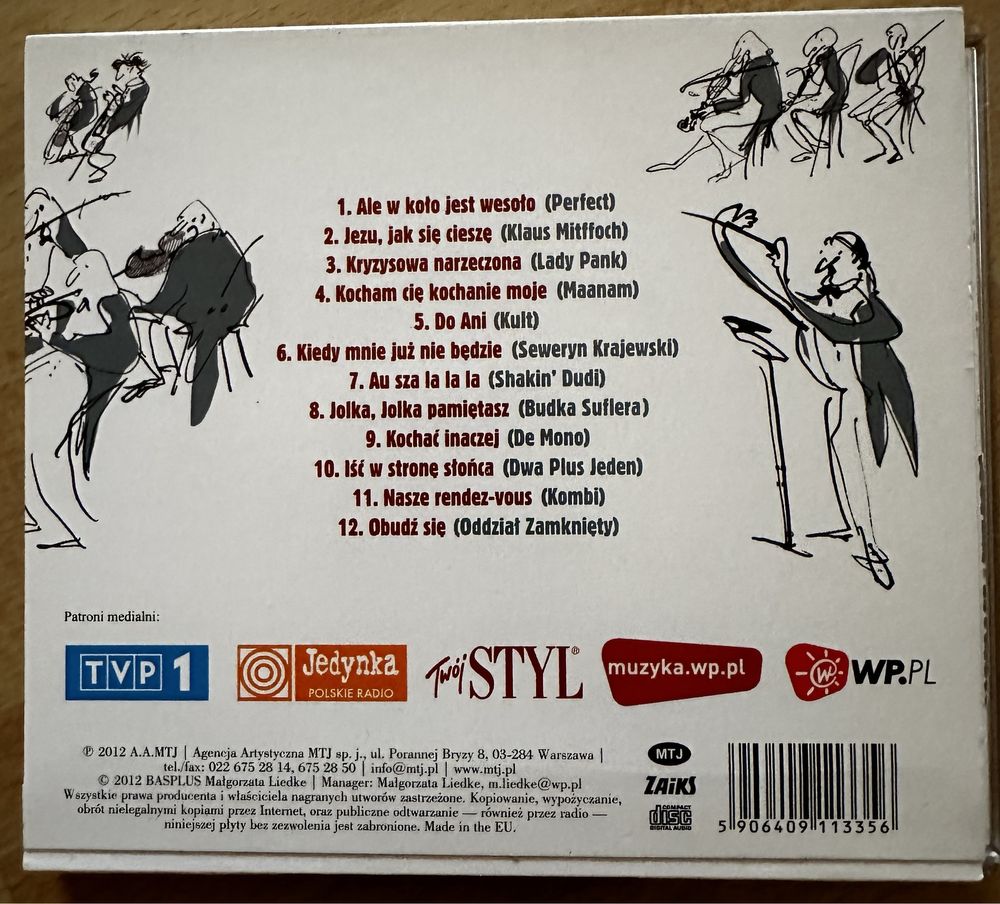 1. Ale w koło jest wesoło (Perfect)
2. Jezu, jak się cieszę (Klaus Mitffoch)
3. Kryzysowa narzeczona (Lady Pank)
4. Kocham cię kochanie moje (Maanam)
5. Do Ani (Kult)
6. Kiedy mnie już nie będzie (Seweryn Krajewski)
7. Au sza la la la (Shakin' Dudi)
8. Jolka, Jolka pamiętasz (Budka Suflera)
9. Kochać inaczej (De Mono)
10. Iść w stronę słońca (Dwa Plus Jeden)
11. Nasze rendez-vous (Kombi)
12. Obudź się (Oddział Zamknięty)
Patroni medialni:
TVP 1
Jedynka
POLSKIE RADIO
Twój STYL®
muzyka.wp.pl
W WP.PL
℗ 2012 A.A.MTJ | Agencja Artystyczna MTJ sp. j., ul. Porannej Bryzy 8, 03-284 Warszawa |
tel./fax: 022 675 28 14, 675 28 50 | info@mtj.pl | www.mtj.pl
© 2012 BASPLUS Małgorzata Liedke | Manager: Małgorzata Liedke, m.liedke@wp.pl
Wszystkie prawa producenta i właściciela nagranych utworów zastrzeżone. Kopiowanie, wypożyczanie,
obrót nielegalnymi kopiami przez Internet, oraz publiczne odtwarzanie — również przez radio —
niniejszej płyty bez zezwolenia jest zabronione. Made in the EU.
MTJ
ZAiKS
COMPACT
disc
DIGITAL AUDIO
5 906409 113356